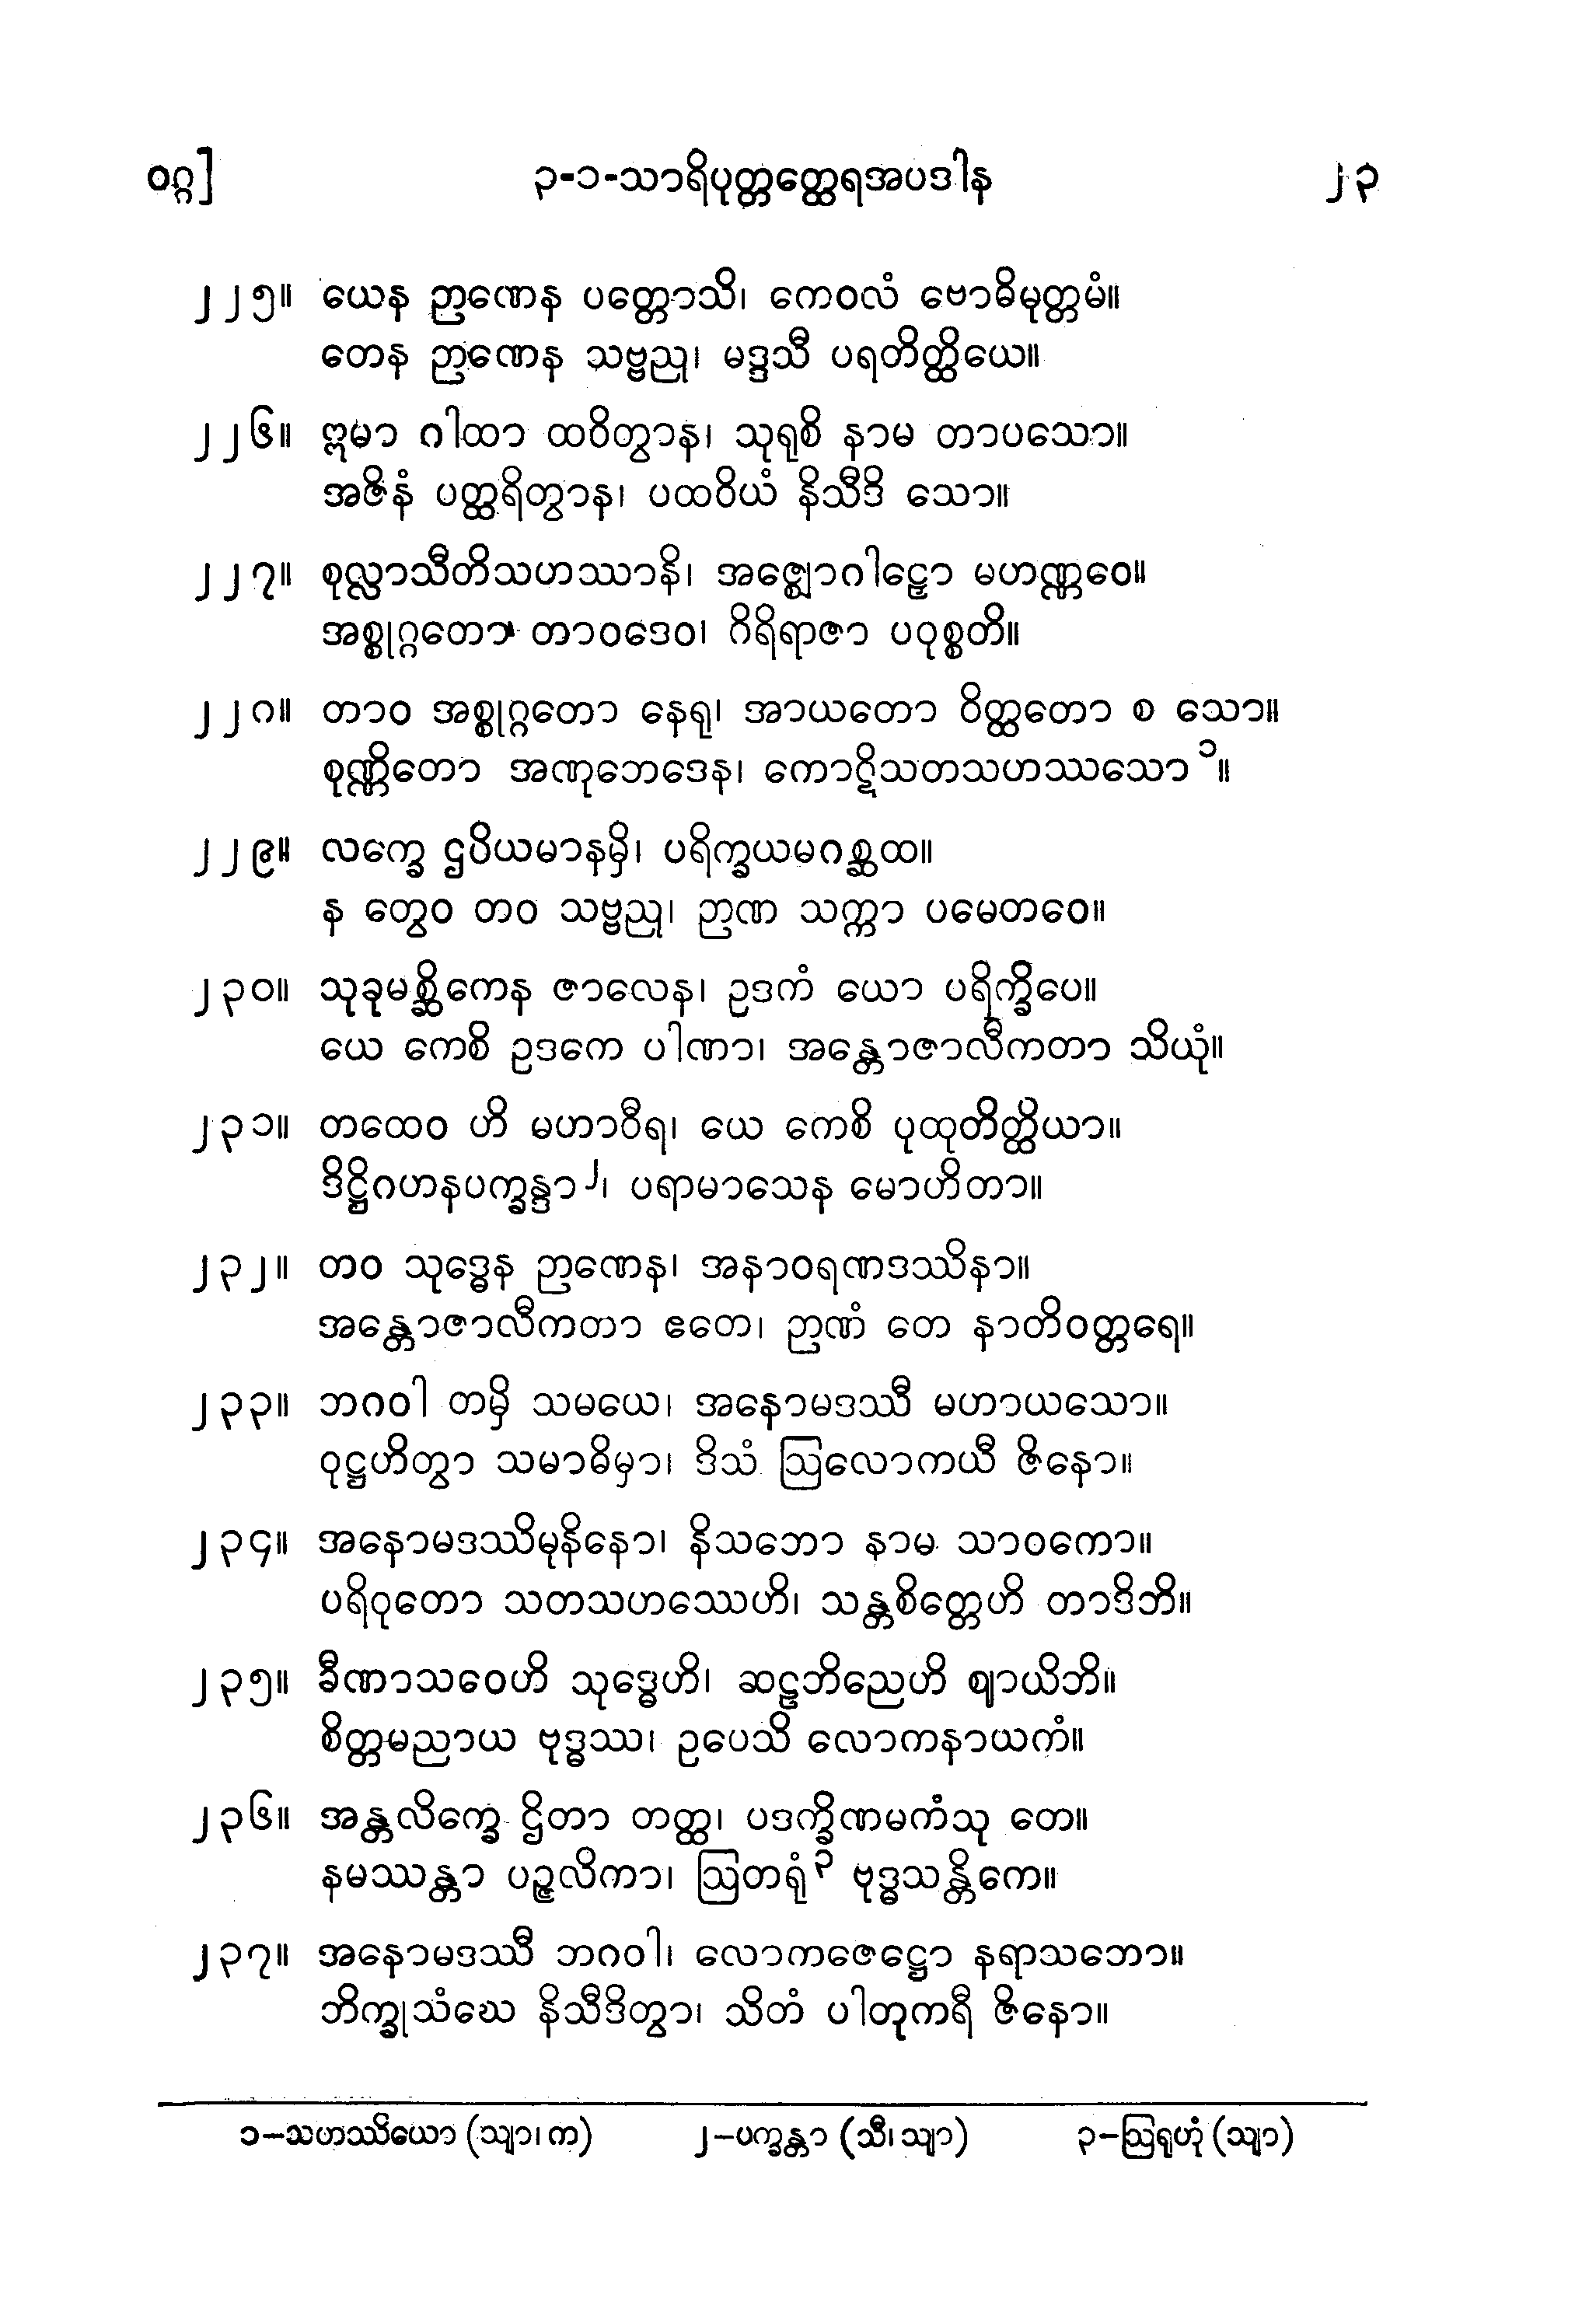 ဝဂ္ဂ] ၃-၁-သာရိပုတ္တတ္ထေရအပဒါန ၂၃
၂၂၅။ ယေန ဉာဏေန ပတ္တောသိ၊ ကေဝလံ ဗောဓိမုတ္တမံ။
တေန ဉာဏေန သဗ္ဗညု၊ မဒ္ဒသီ ပရတိတ္ထိယေ။
၂၂၆။ ဣမာ ဂါထာ ထဝိတွာန၊ သုရုစိ နာမ တာပသော။
အဇိနံ ပတ္ထရိတွာန၊ ပထဝိယံ နိသီဒိ သော။
၂၂၇။ စုလ္လာသီတိသဟဿာနိ၊ အဇ္ဈောဂါဠှော မဟဏ္ဏဝေ။
အစ္စုဂ္ဂတော တာဝဒေဝ၊ ဂိရိရာဇာ ပဝုစ္စတိ။
၂၂၈။ တာဝ အစ္စုဂ္ဂတော နေရု၊ အာယတော ဝိတ္ထတော စ သော။
စုဏ္ဏိတော အဏုဘေဒေန၊ ကောဋိသတသဟဿသော၁။
၂၂၉။ လက္ခေ ဌပိယမာနမှိ၊ ပရိက္ခယမဂစ္ဆထ။
န တွေဝ တဝ သဗ္ဗညု၊ ဉာဏ သက္ကာ ပမေတဝေ။
၂၃၀။ သုခုမစ္ဆိကေန ဇာလေန၊ ဥဒကံ ယော ပရိက္ခိပေ။
ယေ ကေစိ ဥဒကေ ပါဏာ၊ အန္တောဇာလီကတာ သိယုံ။
၂၃၁။ တထေဝ ဟိ မဟာဝီရ၊ ယေ ကေစိ ပုထုတိတ္ထိယာ။
ဒိဋ္ဌိဂဟနပက္ခန္ဒာ၂၊ ပရာမာသေန မောဟိတာ။
၂၃၂။ တဝ သုဒ္ဓေန ဉာဏေန၊ အနာဝရဏဒဿိနာ။
အန္တောဇာလီကတာ ဧတေ၊ ဉာဏံ တေ နာတိဝတ္တရေ။
၂၃၃။ ဘဂဝါ တမှိ သမယေ၊ အနောမဒဿီ မဟာယသော။
ဝုဋ္ဌဟိတွာ သမာဓိမှာ၊ ဒိသံ ဩလောကယီ ဇိနော။
၂၃၄။ အနောမဒဿိမုနိနော၊ နိသဘော နာမ သာဝကော။
ပရိဝုတော သတသဟဿေဟိ၊ သန္တစိတ္တေဟိ တာဒိဘိ။
၂၃၅။ ခီဏာသဝေဟိ သုဒ္ဓေဟိ၊ ဆဠဘိညေဟိ ဈာယိဘိ။
စိတ္တမညာယ ဗုဒ္ဓဿ၊ ဥပေသိ လောကနာယကံ။
၂၃၆။ အန္တလိက္ခေ ဌိတာ တတ္ထ၊ ပဒက္ခိဏမကံသု တေ။
နမဿန္တာ ပဉ္ဇလိကာ၊ ဩတရုံ၃ ဗုဒ္ဓသန္တိကေ။
၂၃၇။ အနောမဒဿီ ဘဂဝါ၊ လောကဇေဋ္ဌော နရာသဘော။
ဘိက္ခုသံဃေ နိသီဒိတွာ၊ သိတံ ပါတုကရီ ဇိနော။
၁–သဟဿိယော (သျာ၊ က) ၂–ပက္ခန္တာ (သီ၊ သျာ) ၃–ဩရုဟုံ (သျာ)